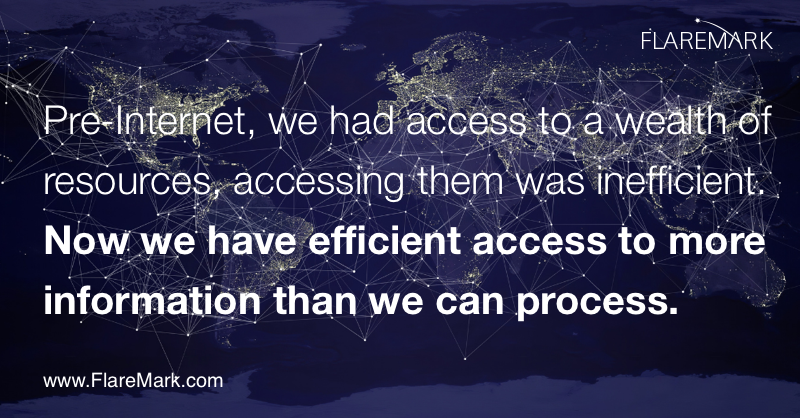 FLAREMARK
Pre-Internet, we had access to a wealth of
resources, accessing them was inefficient.
Now we have efficient access to more
information than we can process.
www.FlareMark.com